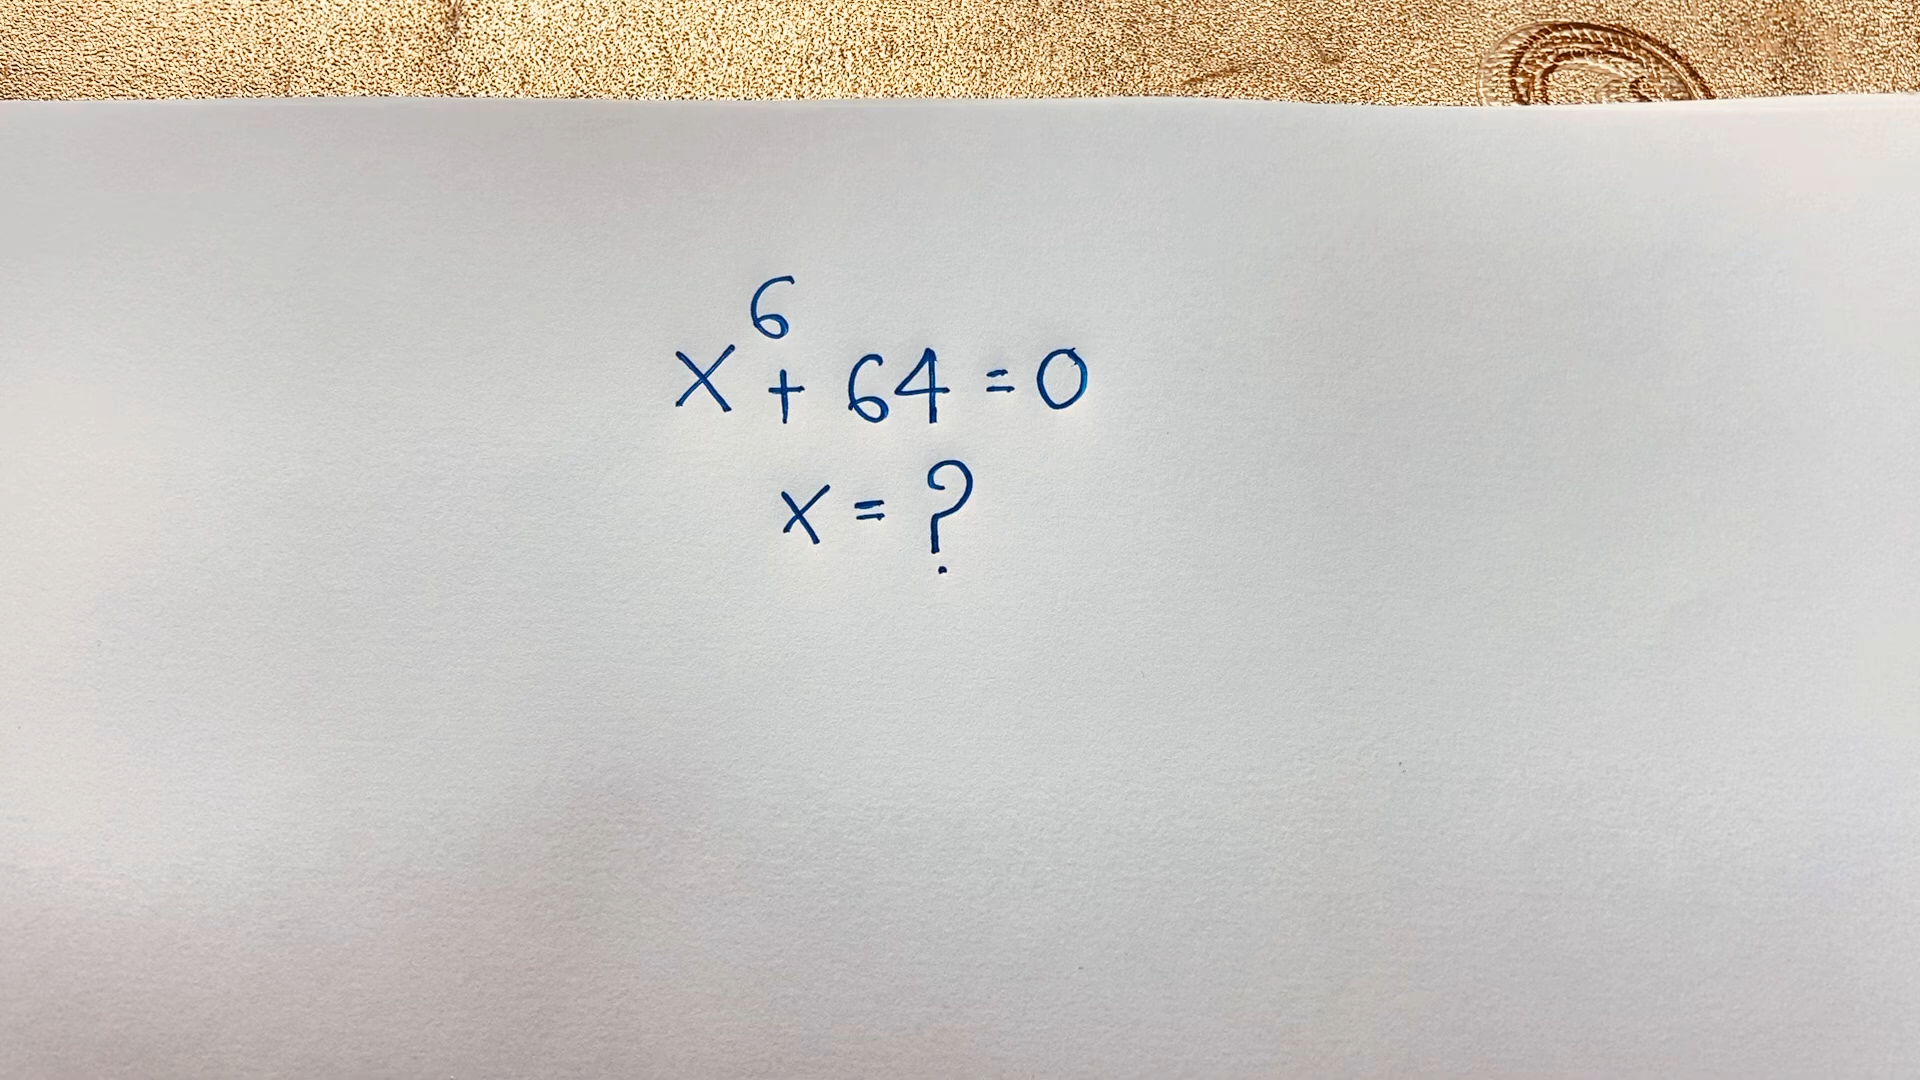 x⁶ + 64 = 0
x = ?